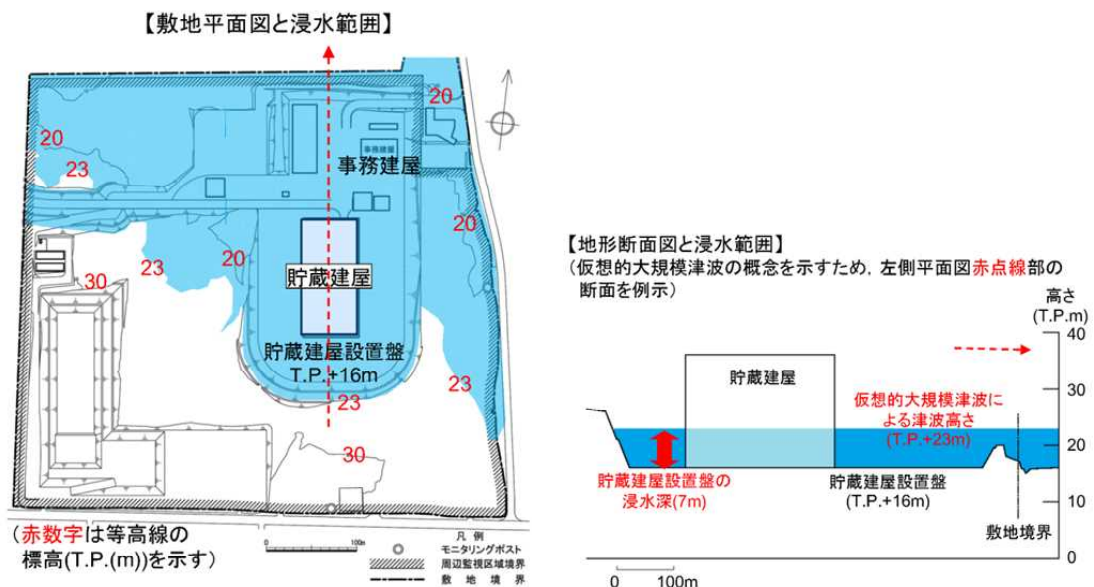 【敷地平面図と浸水範囲】
20
20
23
事務建屋
事務建屋
20
23
20
30
貯蔵建屋
貯蔵建屋設置盤
T.P.+16m
23
23
30
(赤数字は等高線の
標高(T.P.(m))を示す)
0
100m
凡例
モニタリングポスト
周辺監視区域境界
敷地境界
【地形断面図と浸水範囲】
(仮想的大規模津波の概念を示すため，左側平面図赤点線部の
断面を例示)
高さ
(T.P.m)
40
30
20
10
0
貯蔵建屋
仮想的大規模津波に
よる津波高さ
(T.P.+23m)
貯蔵建屋設置盤の
浸水深(7m)
貯蔵建屋設置盤
(T.P.+16m)
敷地境界
0
100m